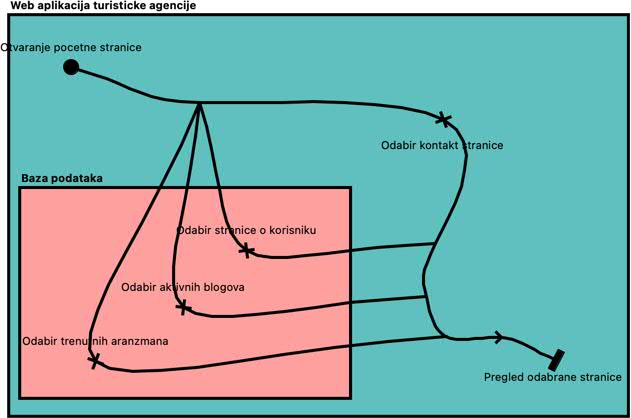 Web aplikacija turisticke agencije
Otvaranje pocetne stranice
Odabir kontakt stranice
Baza podataka
Odabir stranice o korisniku
Odabir aktivnih blogova
Odabir trenutnih aranzmana
Pregled odabrane stranice